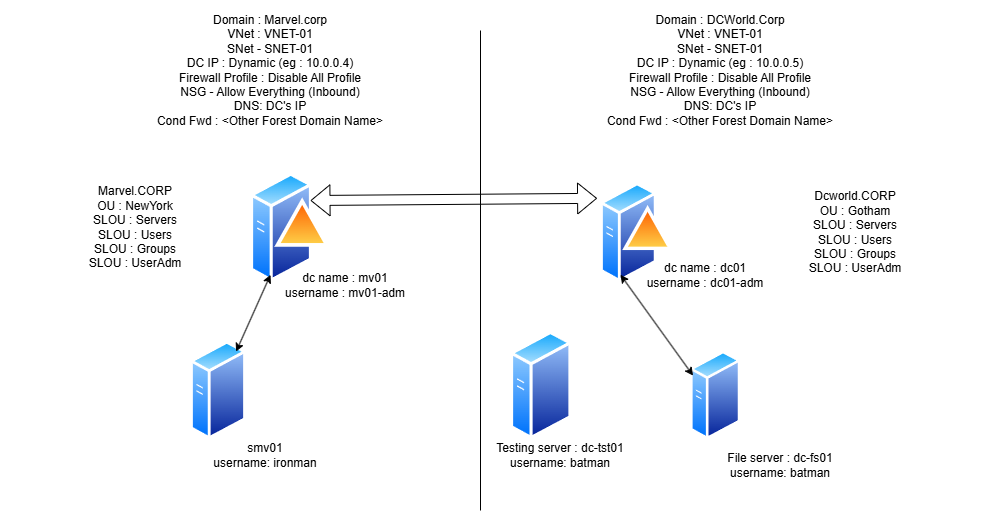 Domain : Marvel.corp
VNet : VNET-01
SNet - SNET-01
DC IP : Dynamic (eg : 10.0.0.4)
Firewall Profile : Disable All Profile
NSG - Allow Everything (Inbound)
DNS: DC's IP
Cond Fwd : <Other Forest Domain Name>
Domain : DCWorld.Corp
VNet : VNET-01
SNet - SNET-01
DC IP : Dynamic (eg : 10.0.0.5)
Firewall Profile : Disable All Profile
NSG - Allow Everything (Inbound)
DNS: DC's IP
Cond Fwd : <Other Forest Domain Name>
Marvel.CORP
OU : NewYork
SLOU : Servers
SLOU : Users
SLOU : Groups
SLOU : UserAdm
dc name : mv01
username : mv01-adm
dc name : dc01
username : dc01-adm
Dcworld.CORP
OU : Gotham
SLOU : Servers
SLOU : Users
SLOU : Groups
SLOU : UserAdm
smv01
username: ironman
Testing server : dc-tst01
username: batman
File server : dc-fs01
username: batman